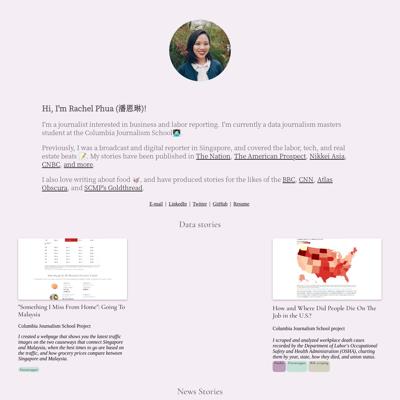 Hi, I'm Rachel Phua (潘恩琳)!
I'm a journalist interested in business and labor reporting. I'm currently a data journalism masters
student at the Columbia Journalism School
Previously, I was a broadcast and digital reporter in Singapore, and covered the labor, tech, and real
estate beats. My stories have been published in The Nation, The American Prospect, Nikkei Asia,
CNBC, and more.
I also love writing about food, and have produced stories for the likes of the BBC, CNN, Atlas
Obscura, and SCMP's Goldthread.
E-mail | LinkedIn | Twitter | GitHub | Resume
Data stories
"Something I Miss From Home": Going To
Malaysia
Columbia Journalism School Project
I created a webpage that shows you the latest traffic
images on the two causeways that connect Singapore
and Malaysia, when the best times to go are based on
the traffic, and how grocery prices compare between
Singapore and Malaysia.
How and Where Did People Die On The
Job in the U.S.?
Columbia Journalism School project
I scraped and analyzed workplace death cases
recorded by the Department of Labor's Occupational
Safety and Health Administration (OSHA), charting
them by year, state, how they died, and union status.
News Stories